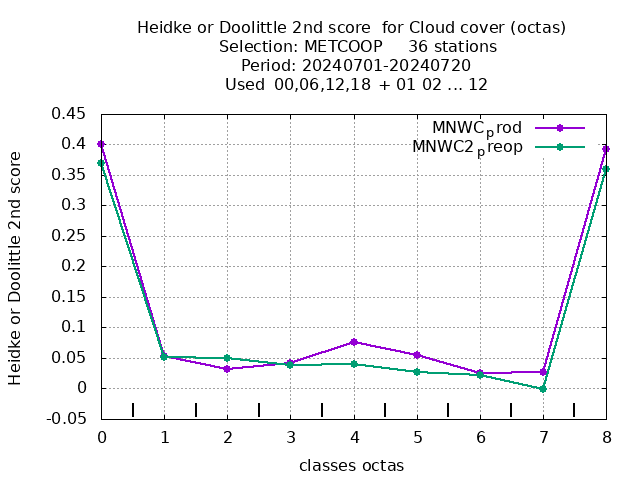 Heidke or Doolittle 2nd score  for Cloud cover (octas)
Selection: METCOOP     36 stations
Period: 20240701-20240720
Used  00,06,12,18 + 01 02 ... 12
Heidke or Doolittle 2nd score
0.45
0.4
0.35
0.3
0.25
0.2
0.15
0.1
0.05
0
-0.05
MNWCprod
MNWC2preop
0 1 2 3 4 5 6 7 8
classes octas